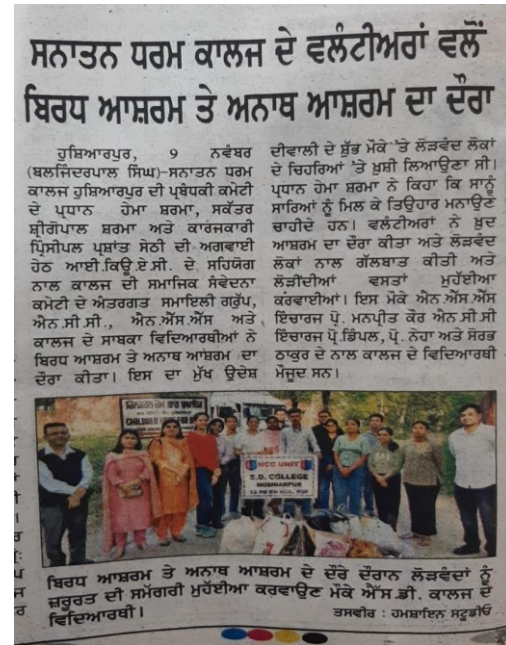 ਸਨਾਤਨ ਧਰਮ ਕਾਲਜ ਦੇ ਵਲੰਟੀਅਰਾਂ ਵਲੋਂ
ਬਿਰਧ ਆਸ਼ਰਮ ਤੇ ਅਨਾਥ ਆਸ਼ਰਮ ਦਾ ਦੌਰਾ
ਹੁਸ਼ਿਆਰਪੁਰ, 9 ਨਵੰਬਰ
(ਬਲਜਿੰਦਰਪਾਲ ਸਿੰਘ)-ਸਨਾਤਨ ਧਰਮ
ਕਾਲਜ ਹੁਸ਼ਿਆਰਪੁਰ ਦੀ ਪ੍ਰਬੰਧਕੀ ਕਮੇਟੀ
ਦੇ ਪ੍ਰਧਾਨ ਹੇਮਾ ਸ਼ਰਮਾ, ਸਕੱਤਰ
ਸ਼੍ਰੀਗੋਪਾਲ ਸ਼ਰਮਾ ਅਤੇ ਕਾਰਜਕਾਰੀ
ਪ੍ਰਿੰਸੀਪਲ ਪ੍ਰਸ਼ਾਂਤ ਸੇਠੀ ਦੀ ਅਗਵਾਈ
ਹੇਠ ਆਈ.ਕਿਊ.ਏ.ਸੀ. ਦੇ ਸਹਿਯੋਗ
ਨਾਲ ਕਾਲਜ ਦੀ ਸਮਾਜਿਕ ਸੰਵੇਦਨਾ
ਕਮੇਟੀ ਦੇ ਅੰਤਰਗਤ ਸਮਾਇਲੀ ਗਰੁੱਪ,
ਐਨ.ਸੀ.ਸੀ., ਐਨ.ਐੱਸ.ਐੱਸ ਅਤੇ
ਕਾਲਜ ਦੇ ਸਾਬਕਾ ਵਿਦਿਆਰਥੀਆਂ ਨੇ
ਬਿਰਧ ਆਸ਼ਰਮ ਤੇ ਅਨਾਥ ਆਸ਼ਰਮ ਦਾ
ਦੌਰਾ ਕੀਤਾ। ਇਸ ਦਾ ਮੁੱਖ ਉਦੇਸ਼
ਦੀਵਾਲੀ ਦੇ ਸ਼ੁੱਭ ਮੌਕੇ 'ਤੇ ਲੋੜਵੰਦ ਲੋਕਾਂ
ਦੇ ਚਿਹਰਿਆਂ 'ਤੇ ਖ਼ੁਸ਼ੀ ਲਿਆਉਣਾ ਸੀ।
ਪ੍ਰਧਾਨ ਹੇਮਾ ਸ਼ਰਮਾ ਨੇ ਕਿਹਾ ਕਿ ਸਾਨੂੰ
ਸਾਰਿਆਂ ਨੂੰ ਮਿਲ ਕੇ ਤਿਉਹਾਰ ਮਨਾਉਣੇ
ਚਾਹੀਦੇ ਹਨ। ਵਲੰਟੀਅਰਾਂ ਨੇ ਖ਼ੁਦ
ਆਸ਼ਰਮ ਦਾ ਦੌਰਾ ਕੀਤਾ ਅਤੇ ਲੋੜਵੰਦ
ਲੋਕਾਂ ਨਾਲ ਗੱਲਬਾਤ ਕੀਤੀ ਅਤੇ
ਲੋੜੀਂਦੀਆਂ ਵਸਤਾਂ ਮੁਹੱਈਆ
ਕਰਵਾਈਆਂ। ਇਸ ਮੌਕੇ ਐਨ.ਐੱਸ.ਐੱਸ
ਇੰਚਾਰਜ ਪ੍ਰੋ. ਮਨਪ੍ਰੀਤ ਕੌਰ ਐਨ.ਸੀ.ਸੀ
ਇੰਚਾਰਜ ਪ੍ਰੋ.ਡਿੰਪਲ, ਪ੍ਰੋ. ਨੇਹਾ ਅਤੇ ਸੌਰਭ
ਠਾਕੁਰ ਦੇ ਨਾਲ ਕਾਲਜ ਦੇ ਵਿਦਿਆਰਥੀ
ਮੌਜੂਦ ਸਨ।
NCC UNIT
S.D. COLLEGE
HOSHIARPUR
ਬਿਰਧ ਆਸ਼ਰਮ ਤੇ ਅਨਾਥ ਆਸ਼ਰਮ ਦੇ ਦੌਰੇ ਦੌਰਾਨ ਲੋੜਵੰਦਾਂ ਨੂੰ
ਜ਼ਰੂਰਤ ਦੀ ਸਮੱਗਰੀ ਮੁਹੱਈਆ ਕਰਵਾਉਣ ਮੌਕੇ ਐੱਸ.ਡੀ. ਕਾਲਜ ਦੇ
ਵਿਦਿਆਰਥੀ।
ਤਸਵੀਰ : ਹਮਸ਼ਾਇਨ ਸਟੂਡੀਓ